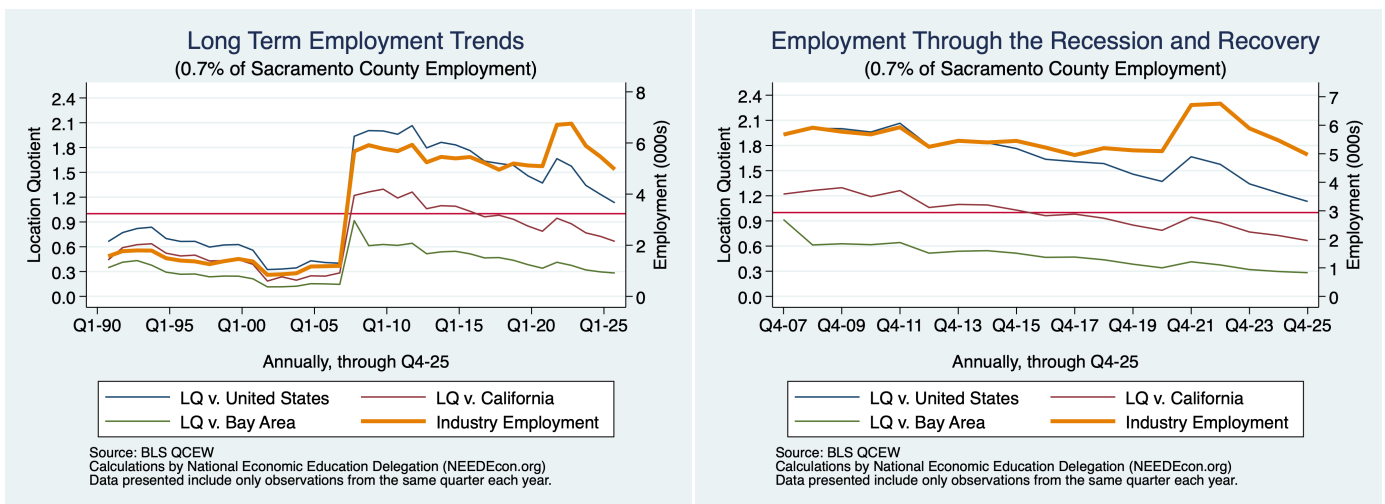 Long Term Employment Trends
(0.7% of Sacramento County Employment)
Location Quotient
2.4
2.1
1.8
1.5
1.2
0.9
0.6
0.3
0.0
8
6
4
2
0
Employment (000s)
Q1-90 Q1-95 Q1-00 Q1-05 Q1-10 Q1-15 Q1-20 Q1-25
Annually, through Q4-25
LQ v. United States LQ v. California
LQ v. Bay Area Industry Employment
Source: BLS QCEW
Calculations by National Economic Education Delegation (NEEDEcon.org)
Data presented include only observations from the same quarter each year.
Employment Through the Recession and Recovery
(0.7% of Sacramento County Employment)
Location Quotient
2.4
2.1
1.8
1.5
1.2
0.9
0.6
0.3
0.0
7
6
5
4
3
2
1
0
Employment (000s)
Q4-07 Q4-09 Q4-11 Q4-13 Q4-15 Q4-17 Q4-19 Q4-21 Q4-23 Q4-25
Annually, through Q4-25
LQ v. United States LQ v. California
LQ v. Bay Area Industry Employment
Source: BLS QCEW
Calculations by National Economic Education Delegation (NEEDEcon.org)
Data presented include only observations from the same quarter each year.